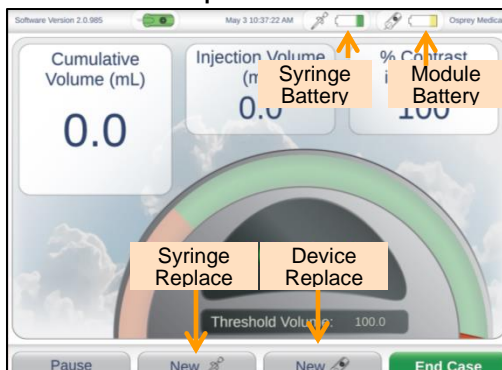 Software Version 2.0.985 May 3 10:37:22 AM Osprey Medica
Cumulative
Volume (mL)
0.0
Injection Volume
0.0
% Contrast
100
Syringe
Battery
Module
Battery
Syringe
Replace
Device
Replace
Threshold Volume: 100.0
Pause
New
New
End Case